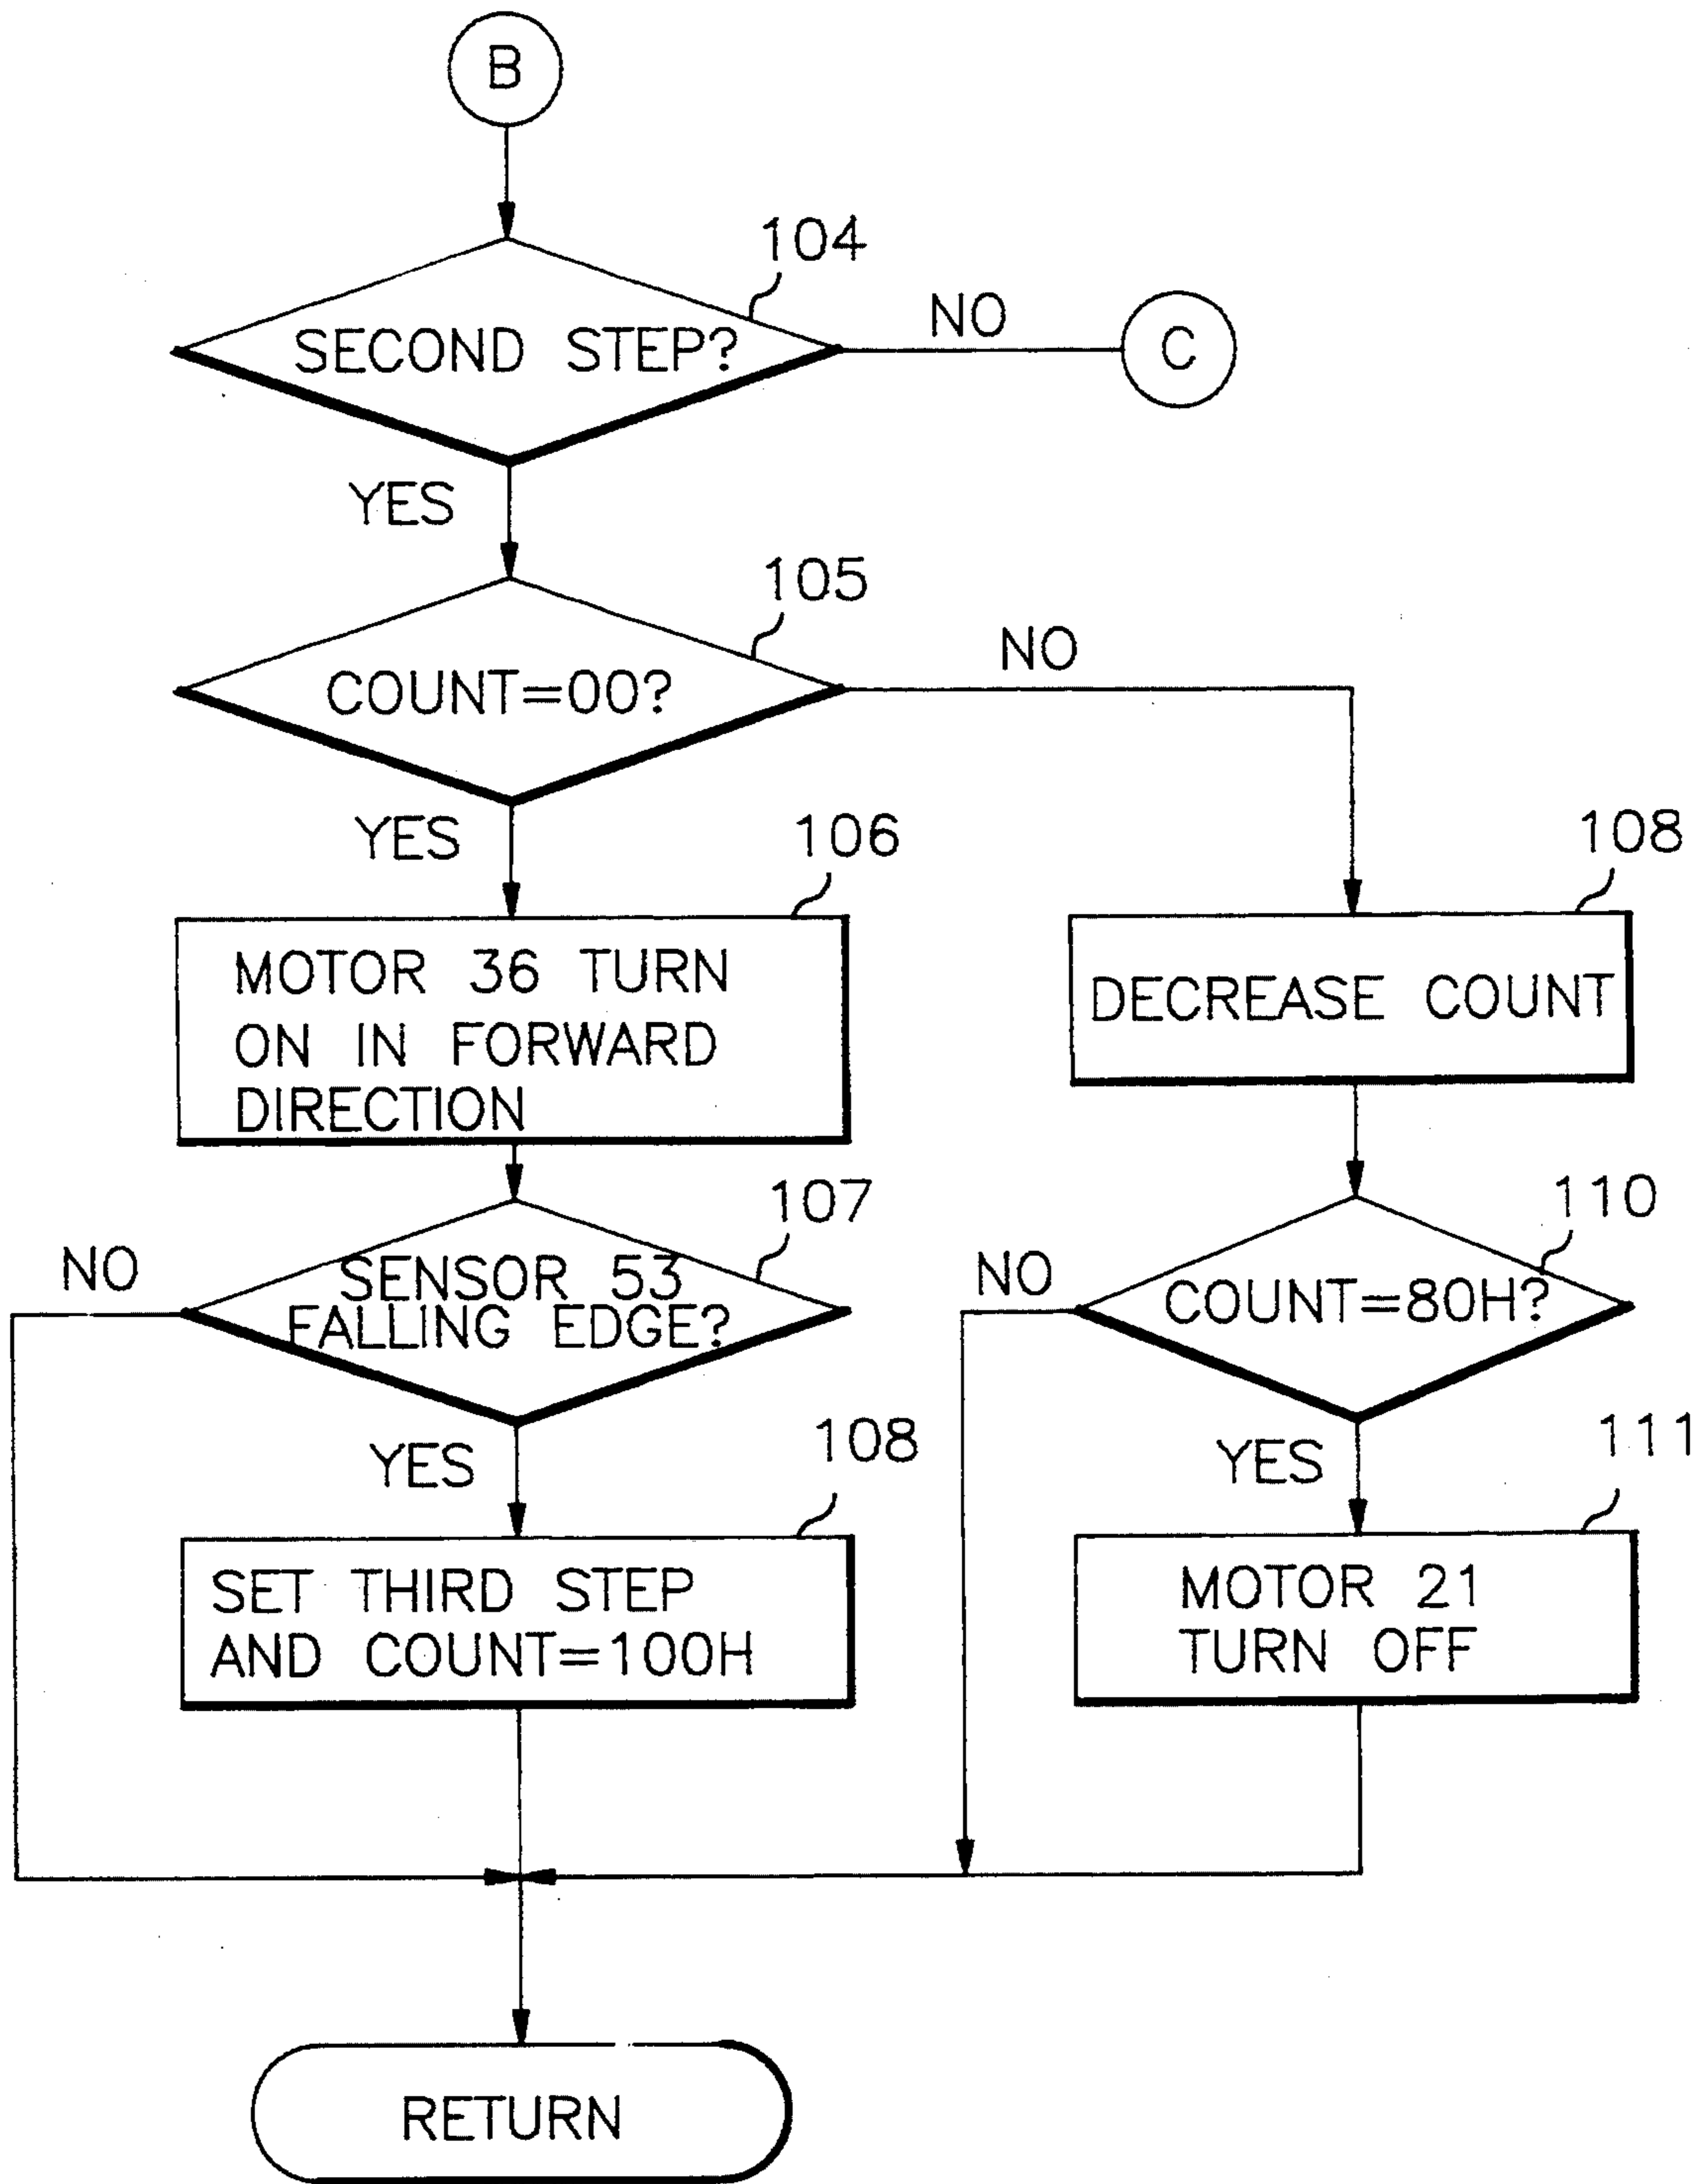 B
104
SECOND STEP?
NO
C
YES
105
COUNT=00?
NO
YES
106
MOTOR 36 TURN
ON IN FORWARD
DIRECTION
108
DECREASE COUNT
107
SENSOR 53
FALLING EDGE?
NO
YES
110
COUNT=80H?
NO
YES
108
SET THIRD STEP
AND COUNT=100H
111
MOTOR 21
TURN OFF
RETURN